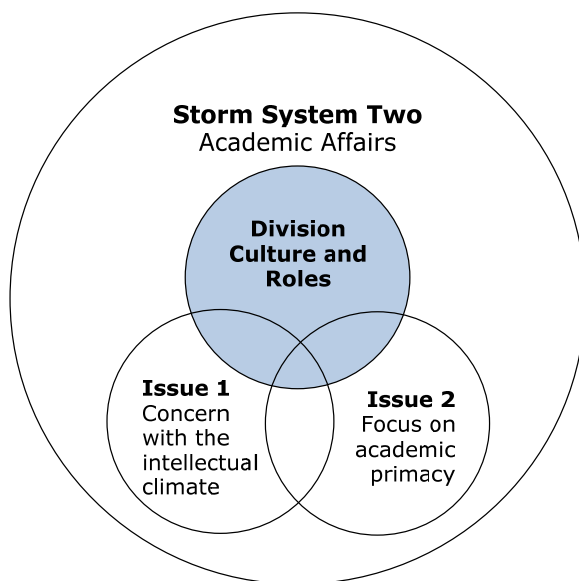 Storm System Two
Academic Affairs
Division
Culture and
Roles
Issue 1
Concern
with the
intellectual
climate
Issue 2
Focus on
academic
primacy